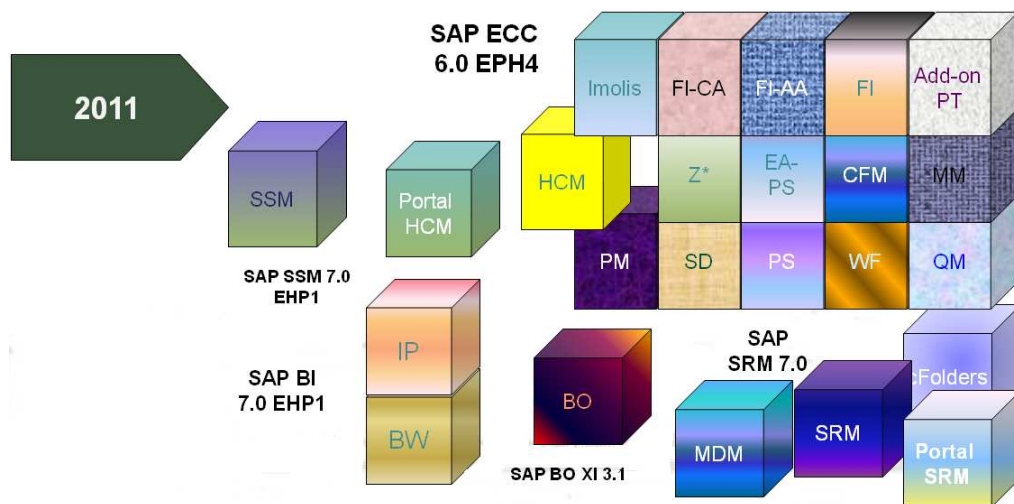 2011
SAP ECC
6.0 EPH4
Imolis
FI-CA
FI-AA
FI
Add-on
PT
SSM
Portal
HCM
HCM
Z*
EA-
PS
CFM
MM
PM
SD
PS
WF
QM
SAP SSM 7.0
EHP1
IP
SAP BI
7.0 EHP1
BW
BO
SAP BO XI 3.1
SAP
SRM 7.0
cFolders
MDM
SRM
Portal
SRM